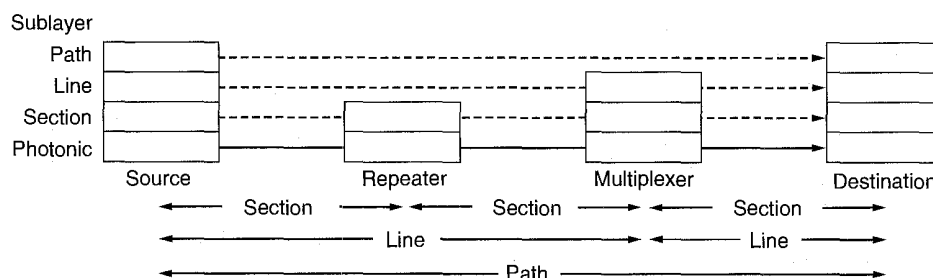 Sublayer
Path
Line
Section
Photonic
Source Repeater Multiplexer Destination
Section Section Section
Line Line
Path